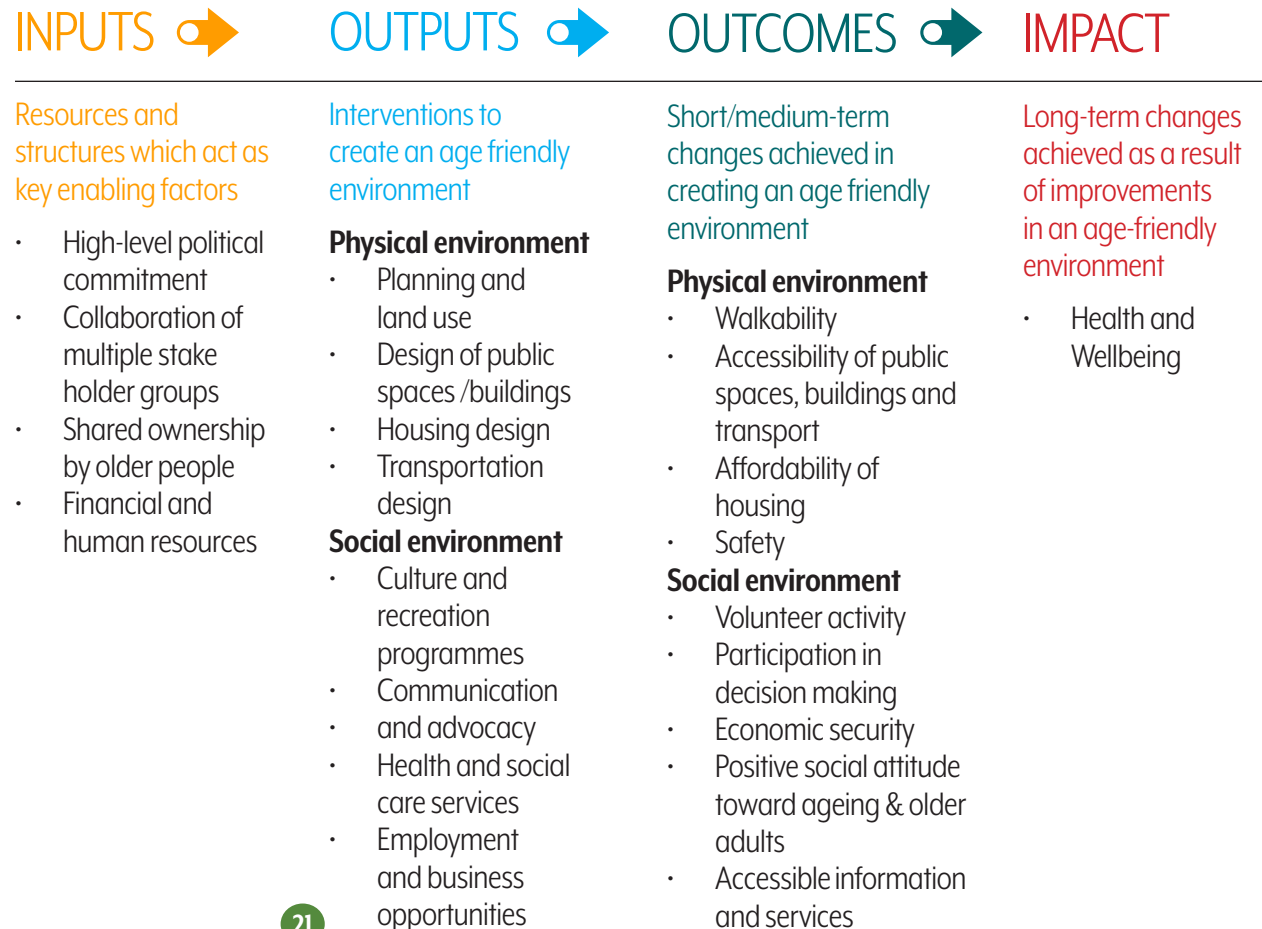 INPUTS
Resources and
structures which act as
key enabling factors
· High-level political
commitment
· Collaboration of
multiple stake
holder groups
· Shared ownership
by older people
· Financial and
human resources
OUTPUTS
Interventions to
create an age friendly
environment
Physical environment
· Planning and
land use
· Design of public
spaces /buildings
· Housing design
· Transportation
design
Social environment
· Culture and
recreation
programmes
· Communication
· and advocacy
· Health and social
care services
· Employment
and business
opportunities
OUTCOMES
Short/medium-term
changes achieved in
creating an age friendly
environment
Physical environment
· Walkability
· Accessibility of public
spaces, buildings and
transport
· Affordability of
housing
· Safety
Social environment
· Volunteer activity
· Participation in
decision making
· Economic security
· Positive social attitude
toward ageing & older
adults
· Accessible information
and services
IMPACT
Long-term changes
achieved as a result
of improvements
in an age-friendly
environment
· Health and
Wellbeing
21